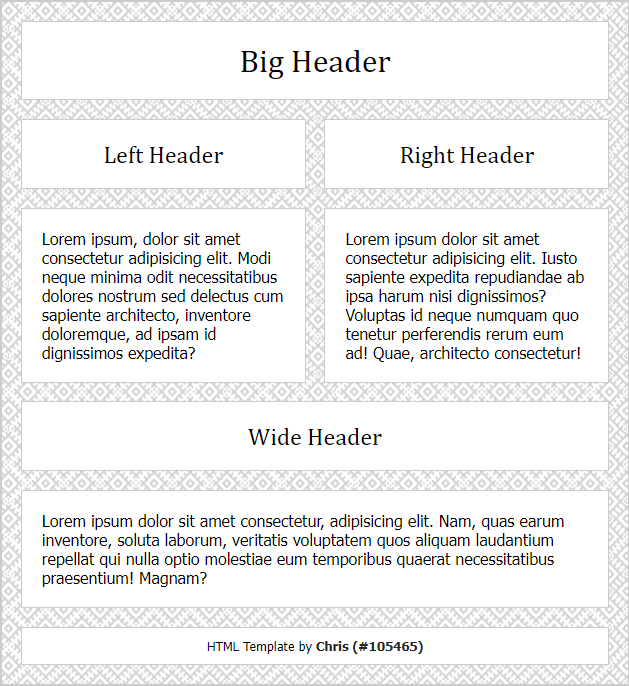 Big Header
Left Header
Right Header
Lorem ipsum, dolor sit amet
consectetur adipisicing elit. Modi
neque minima odit necessitatibus
dolores nostrum sed delectus cum
sapiente architecto, inventore
doloremque, ad ipsam id
dignissimos expedita?
Lorem ipsum dolor sit amet
consectetur adipisicing elit. Iusto
sapiente expedita repudiandae ab
ipsa harum nisi dignissimos?
Voluptas id neque numquam quo
tenetur perferendis rerum eum
ad! Quae, architecto consectetur!
Wide Header
Lorem ipsum dolor sit amet consectetur, adipisicing elit. Nam, quas earum
inventore, soluta laborum, veritatis voluptatem quos aliquam laudantium
repellat qui nulla optio molestiae eum temporibus quaerat necessitatibus
praesentium! Magnam?
HTML Template by Chris (#105465)